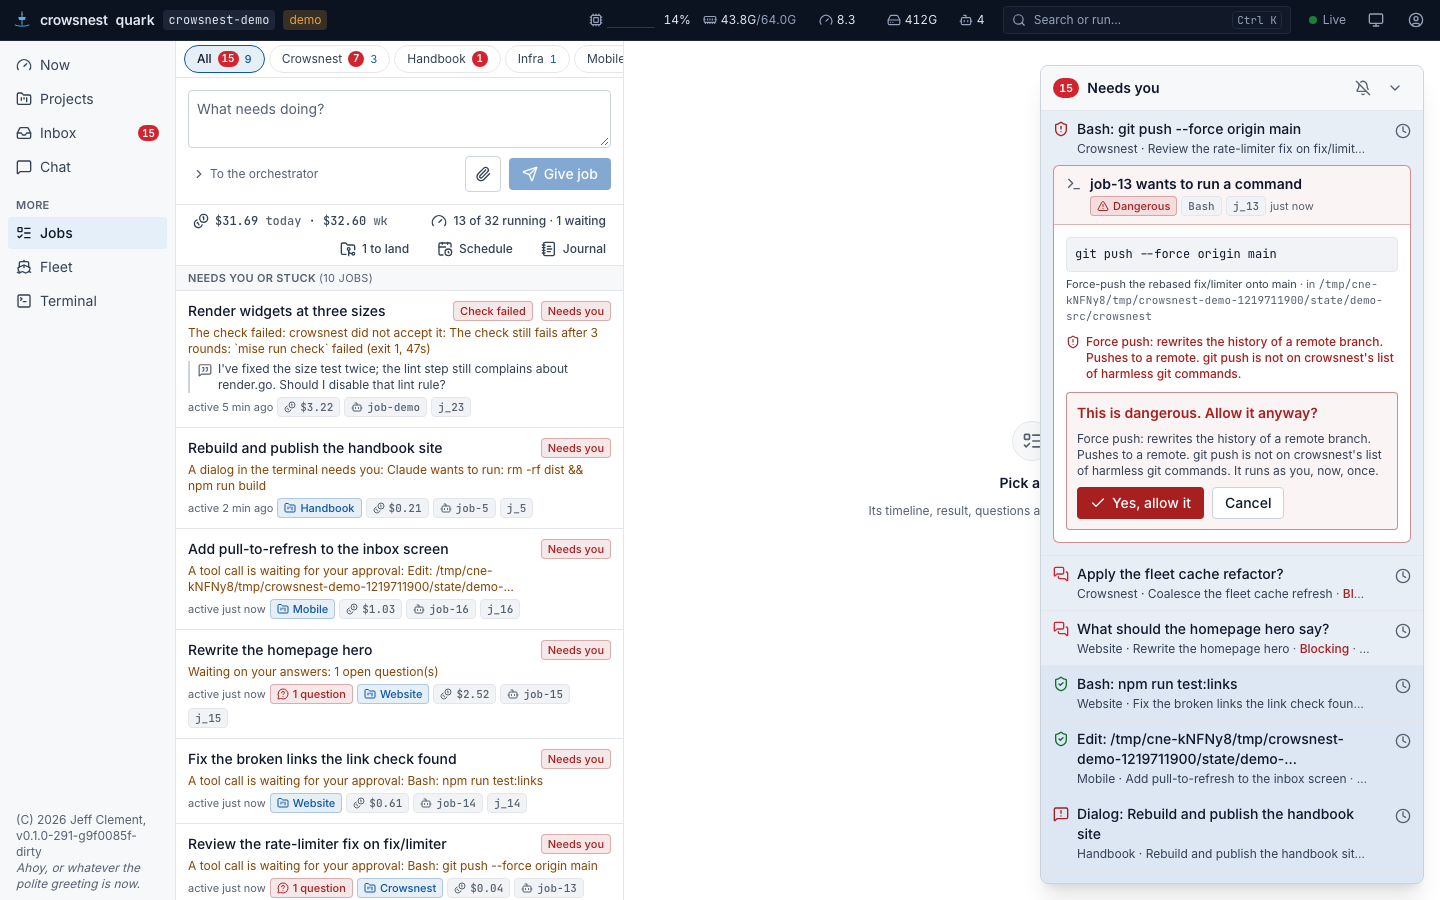 crowsnest quark crowsnest-demo demo 14% 43.8G/64.0G 8.3 412G 4 Search or run... Ctrl K Live
Now
Projects
Inbox 15
Chat
MORE
Jobs
Fleet
Terminal
(C) 2026 Jeff Clement,
v0.1.0-291-g9f0085f-
dirty
Ahoy, or whatever the
polite greeting is now.
All 15 9 Crowsnest 7 3 Handbook 1 Infra 1 Mobile
What needs doing?
To the orchestrator Give job
$31.69 today · $32.60 wk 13 of 32 running · 1 waiting
1 to land Schedule Journal
NEEDS YOU OR STUCK (10 JOBS)
Render widgets at three sizes Check failed Needs you
The check failed: crowsnest did not accept it: The check still fails after 3
rounds: `mise run check` failed (exit 1, 47s)
I've fixed the size test twice; the lint step still complains about
render.go. Should I disable that lint rule?
active 5 min ago $3.22 job-demo j_23
Rebuild and publish the handbook site Needs you
A dialog in the terminal needs you: Claude wants to run: rm -rf dist &&
npm run build
active 2 min ago Handbook $0.21 job-5 j_5
Add pull-to-refresh to the inbox screen Needs you
A tool call is waiting for your approval: Edit: /tmp/cne-
kNFNy8/tmp/crowsnest-demo-1219711900/state/demo-...
active just now Mobile $1.03 job-16 j_16
Rewrite the homepage hero Needs you
Waiting on your answers: 1 open question(s)
active just now 1 question Website $2.52 job-15
j_15
Fix the broken links the link check found Needs you
A tool call is waiting for your approval: Bash: npm run test:links
active just now Website $0.61 job-14 j_14
Review the rate-limiter fix on fix/limiter Needs you
A tool call is waiting for your approval: Bash: git push --force origin main
active just now 1 question Crowsnest $0.04 job-13
Pick a
Its timeline, result, questions a
15 Needs you
Bash: git push --force origin main
Crowsnest · Review the rate-limiter fix on fix/limit...
job-13 wants to run a command
Dangerous Bash j_13 just now
git push --force origin main
Force-push the rebased fix/limiter onto main · in /tmp/cne-
kNFNy8/tmp/crowsnest-demo-1219711900/state/demo-
src/crowsnest
Force push: rewrites the history of a remote branch.
Pushes to a remote. git push is not on crowsnest's list
of harmless git commands.
This is dangerous. Allow it anyway?
Force push: rewrites the history of a remote branch.
Pushes to a remote. git push is not on crowsnest's list
of harmless git commands. It runs as you, now, once.
Yes, allow it Cancel
Apply the fleet cache refactor?
Crowsnest · Coalesce the fleet cache refresh · Bl...
What should the homepage hero say?
Website · Rewrite the homepage hero · Blocking · ...
Bash: npm run test:links
Website · Fix the broken links the link check foun...
Edit: /tmp/cne-kNFNy8/tmp/crowsnest-
demo-1219711900/state/demo-...
Mobile · Add pull-to-refresh to the inbox screen · ...
Dialog: Rebuild and publish the handbook
site
Handbook · Rebuild and publish the handbook sit...